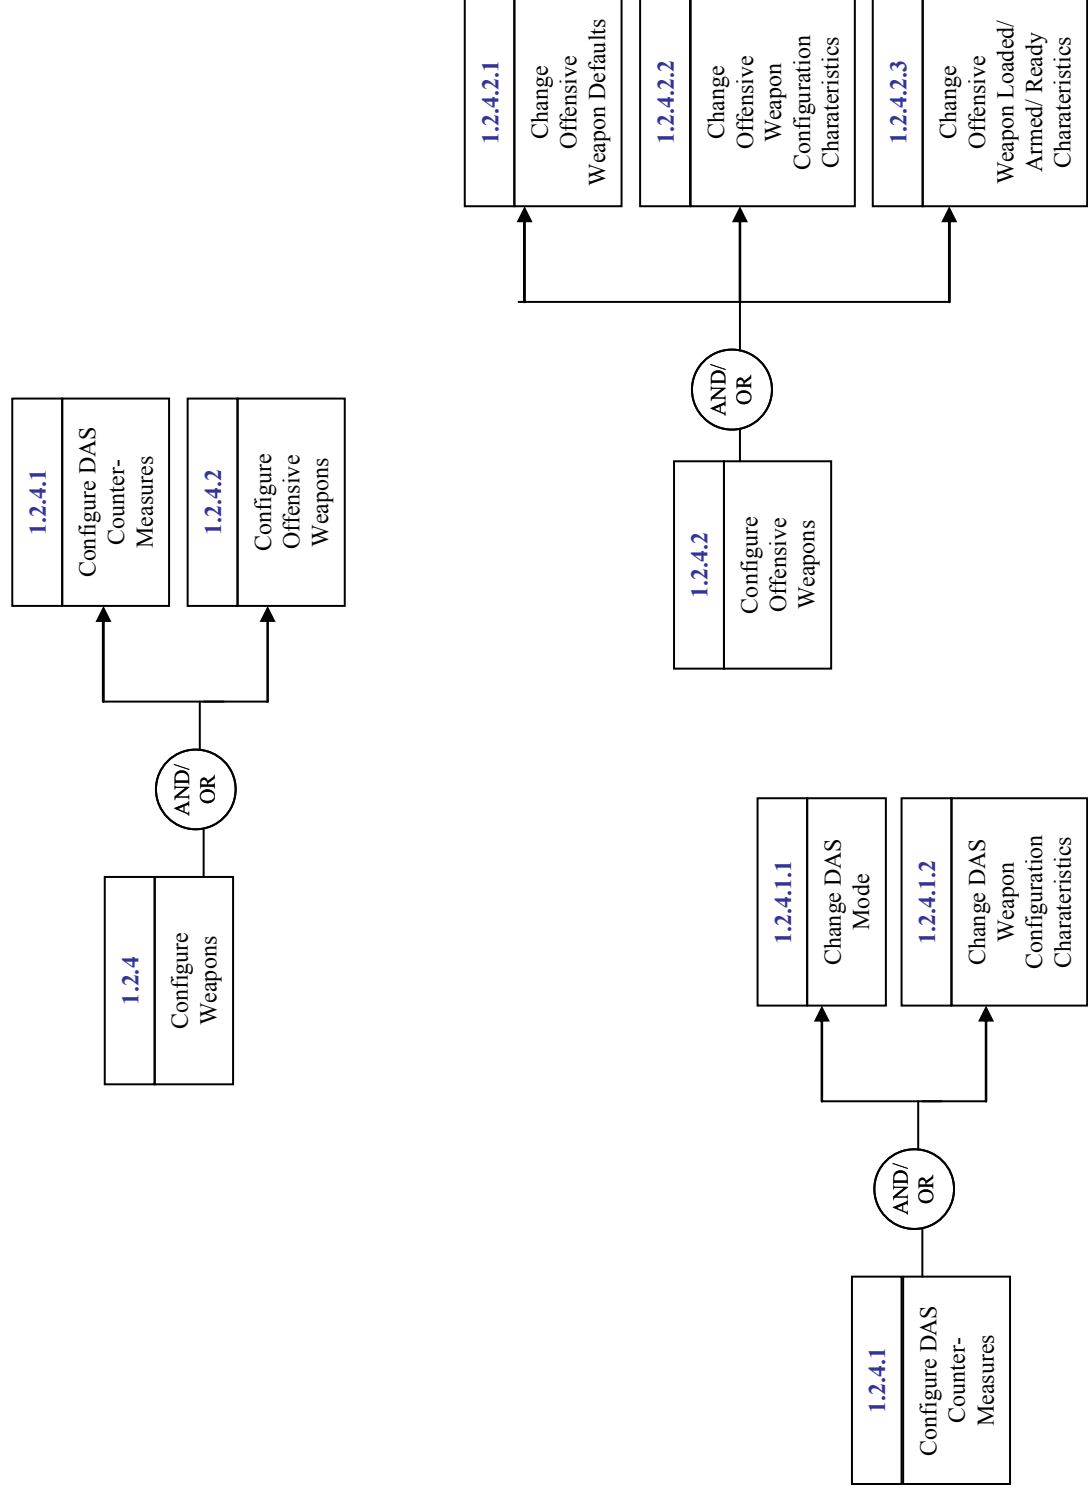 1.2.4
Configure
Weapons
AND/
OR
1.2.4.1
Configure DAS
Counter-
Measures
1.2.4.2
Configure
Offensive
Weapons
1.2.4.1
Configure DAS
Counter-
Measures
AND/
OR
1.2.4.1.1
Change DAS
Mode
1.2.4.1.2
Change DAS
Weapon
Configuration
Charateristics
1.2.4.2
Configure
Offensive
Weapons
AND/
OR
1.2.4.2.1
Change
Offensive
Weapon Defaults
1.2.4.2.2
Change
Offensive
Weapon
Configuration
Charateristics
1.2.4.2.3
Change
Offensive
Weapon Loaded/
Armed/ Ready
Charateristics